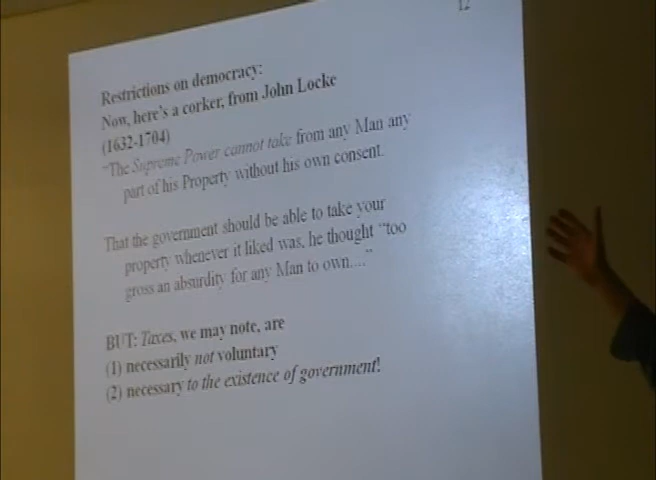 12
Restrictions on democracy:
Now, here's a corker, from John Locke
(1632-1704)
"The Supreme Power cannot take from any Man any
part of his Property without his own consent.
That the government should be able to take your
property whenever it liked was, he thought "too
gross an absurdity for any Man to own...."
BUT: Taxes, we may note, are
(1) necessarily not voluntary
(2) necessary to the existence of government!